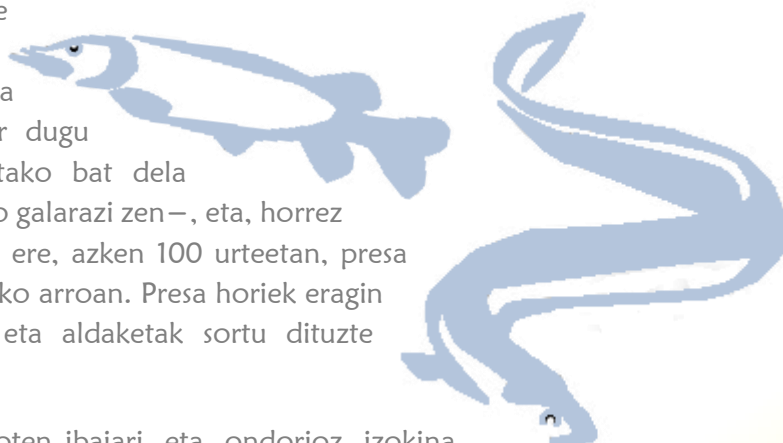 e
a
r dugu
tako bat dela
o galarazi zen–, eta, horrez
ere, azken 100 urteetan, presa
ko arroan. Presa horiek eragin
eta aldaketak sortu dituzte
oten ibaiari eta ondorioz izokina